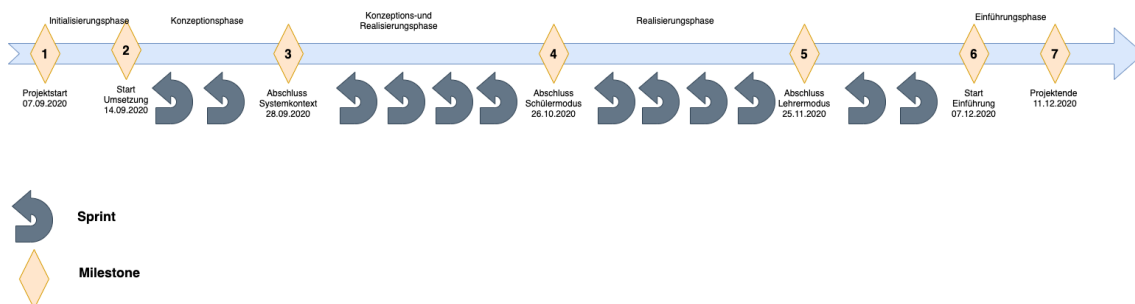 Initialisierungsphase
Konzeptionsphase
Konzeptions-und
Realisierungsphase
Realisierungsphase
Einführungsphase
1
2
3
4
5
6
7
Projektstart
07.09.2020
Start
Umsetzung
14.09.2020
Abschluss
Systemkontext
28.09.2020
Abschluss
Schülermodus
26.10.2020
Abschluss
Lehrermodus
25.11.2020
Start
Einführung
07.12.2020
Projektende
11.12.2020
Sprint
Milestone